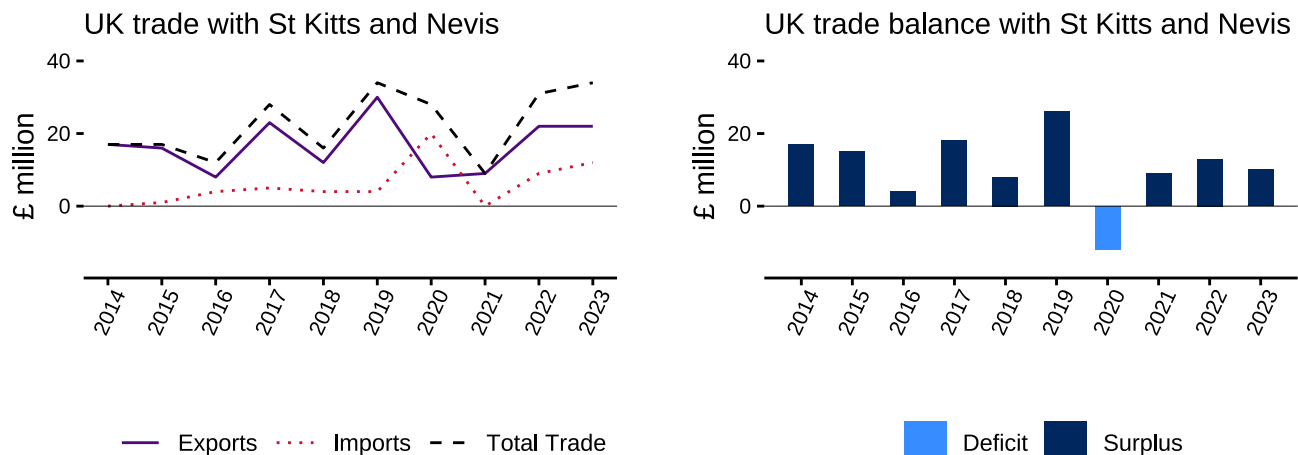 UK trade with St Kitts and Nevis
£ million
40
20
0
2014
2015
2016
2017
2018
2019
2020
2021
2022
2023
Exports
Imports
Total Trade
UK trade balance with St Kitts and Nevis
£ million
40
20
0
2014
2015
2016
2017
2018
2019
2020
2021
2022
2023
Deficit
Surplus